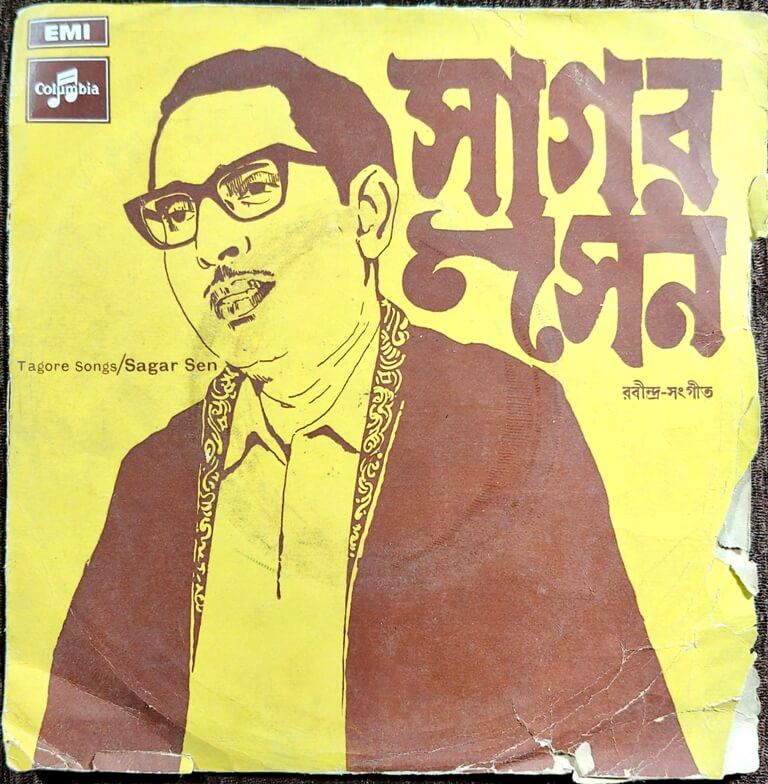 EMI
Columbia
সাগর
সেন
Tagore Songs/Sagar Sen
রবীন্দ্র-সংগীত